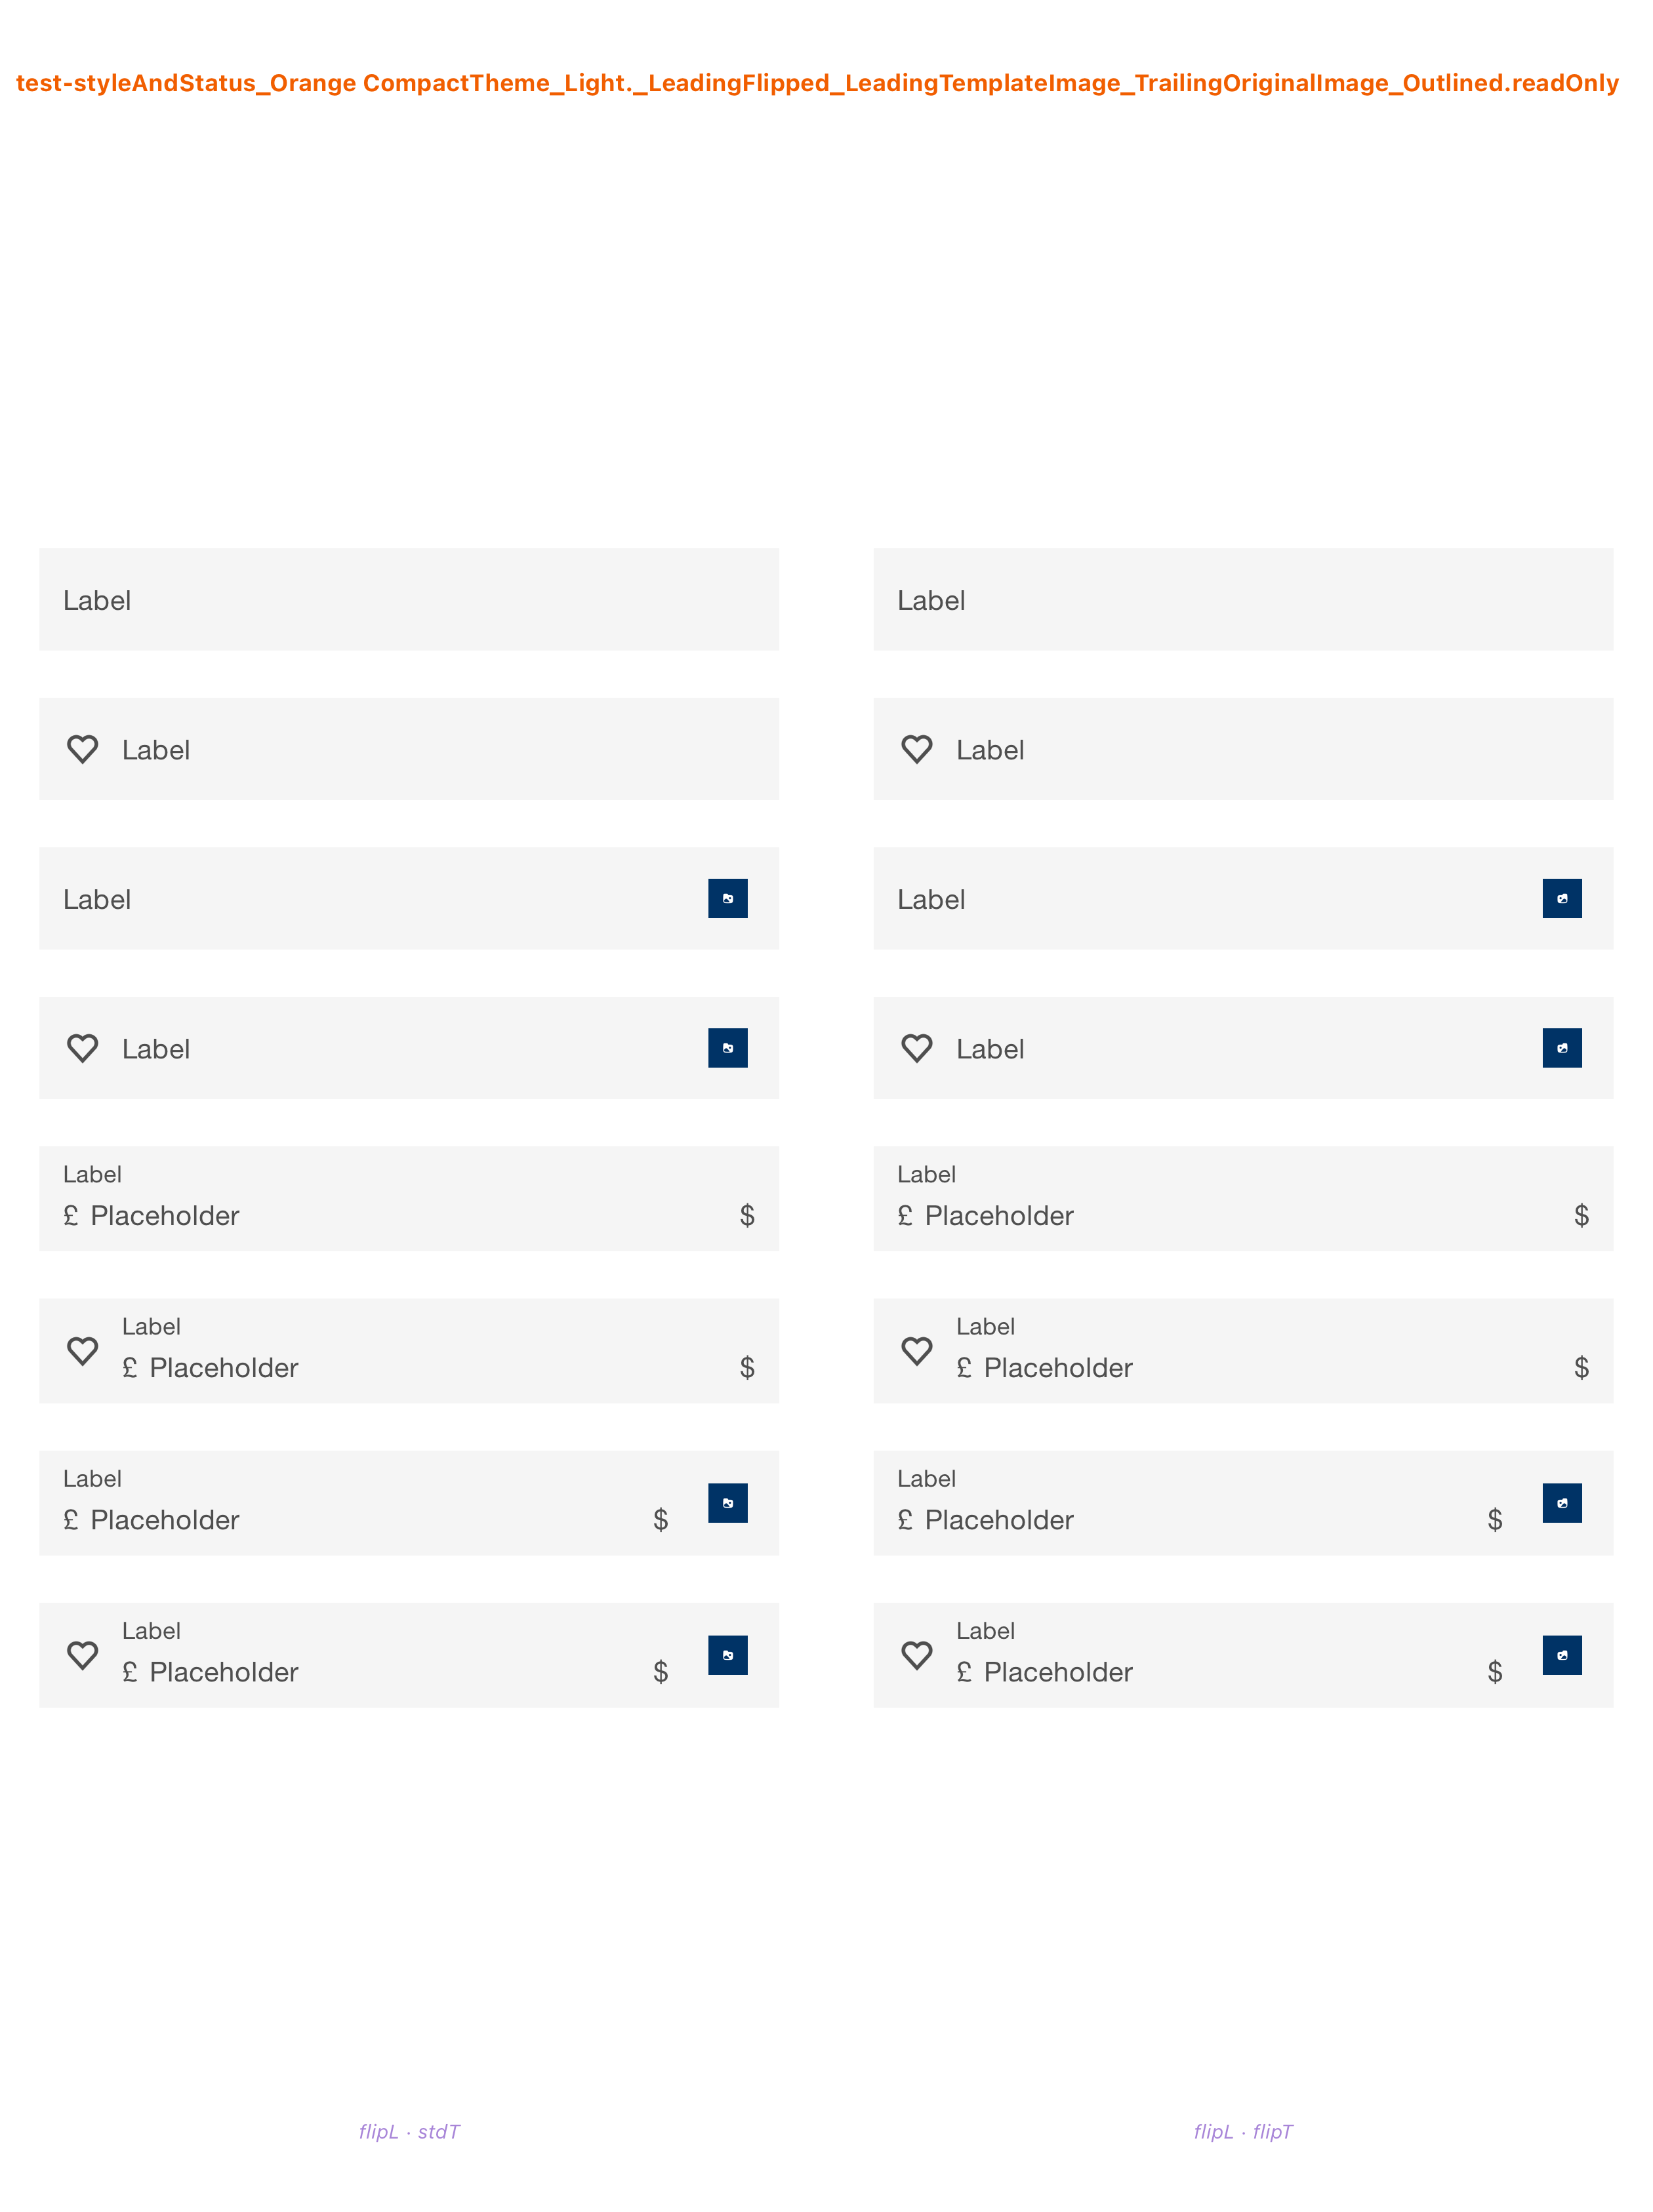 test-styleAndStatus_Orange CompactTheme_Light._LeadingFlipped_LeadingTemplateImage_TrailingOriginalImage_Outlined.readOnly
Label
Label
Label
Label
Label
Label
Label
Label
Label
Label
£ Placeholder $
£ Placeholder $
Label
Label
£ Placeholder $
£ Placeholder $
Label
Label
£ Placeholder $
£ Placeholder $
Label
Label
£ Placeholder $
£ Placeholder $
flipL · stdT
flipL · flipT